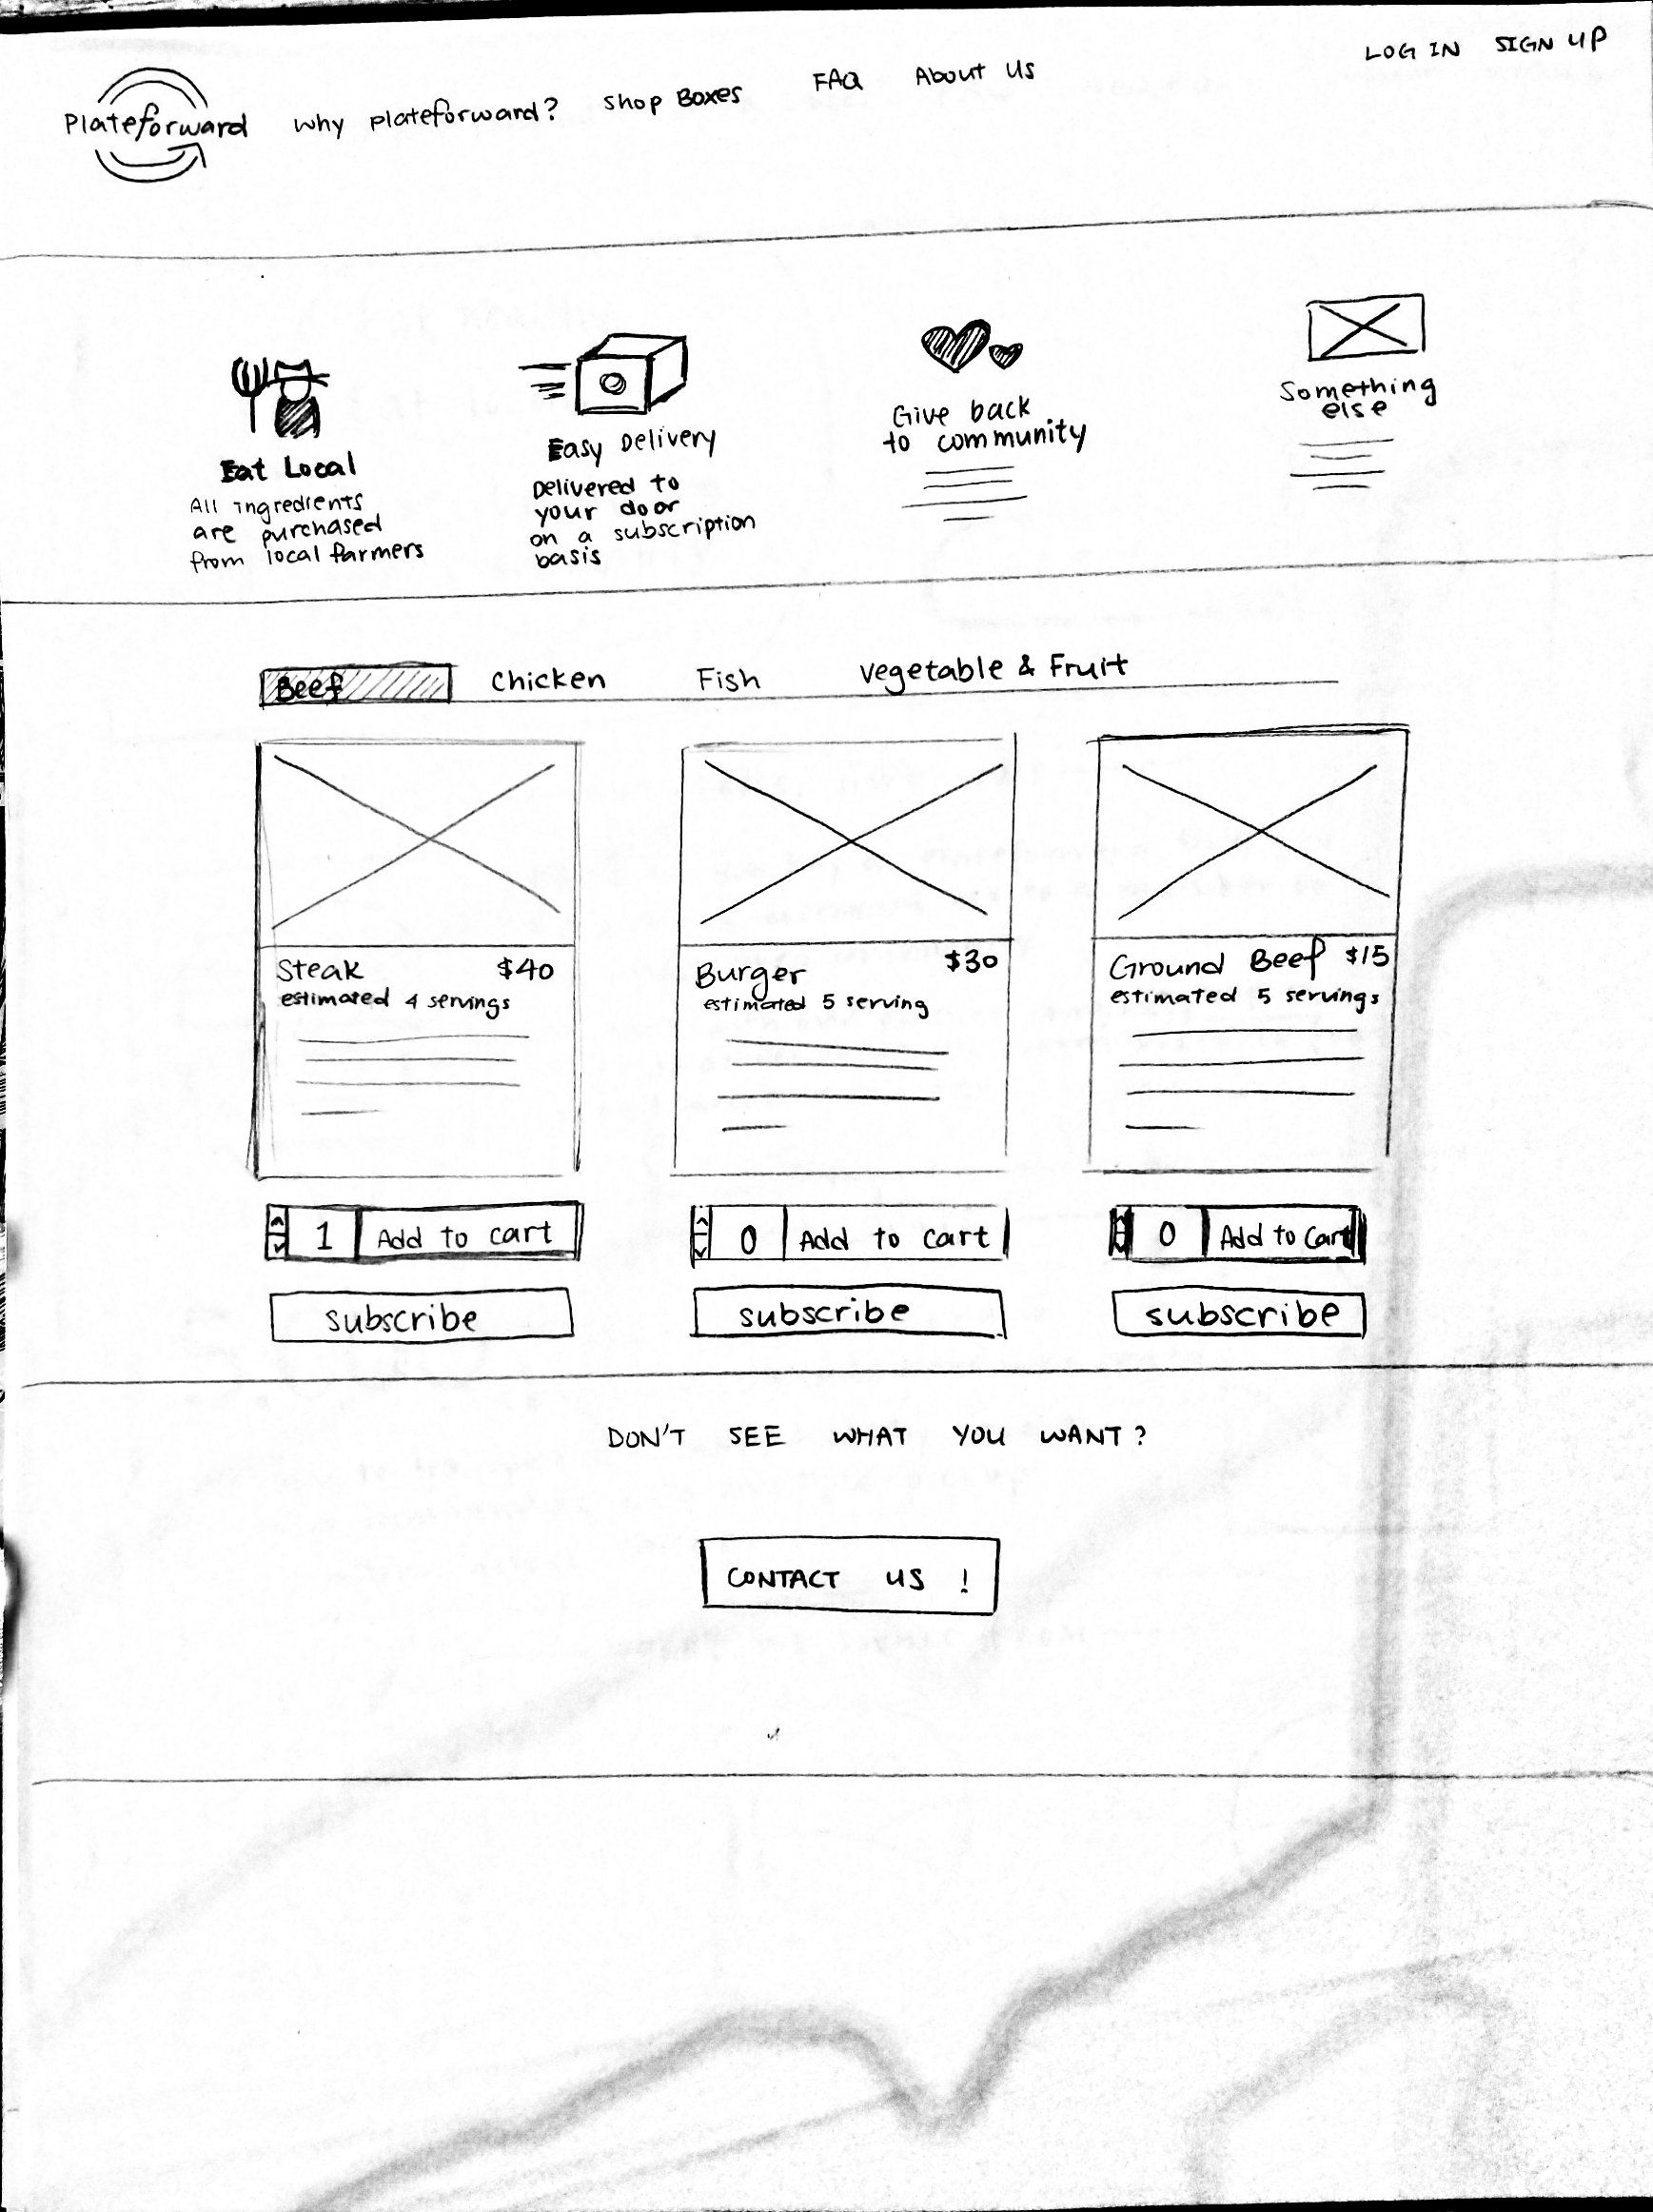 Plateforward
why plateforward?
shop Boxes
FAQ
About Us
LOG IN
SIGN UP
Eat Local
All ingredients
are purchased
from local farmers
Easy Delivery
Delivered to
your door
on a subscription
basis
Give back
to community
Something
else
Beef
Chicken
Fish
Vegetable & Fruit
Steak $40
estimated 4 servings
Burger $30
estimated 5 serving
Ground Beef $15
estimated 5 servings
1 Add to cart
0 Add to cart
0 Add to Cart
subscribe
subscribe
subscribe
DON'T SEE WHAT YOU WANT?
CONTACT US !